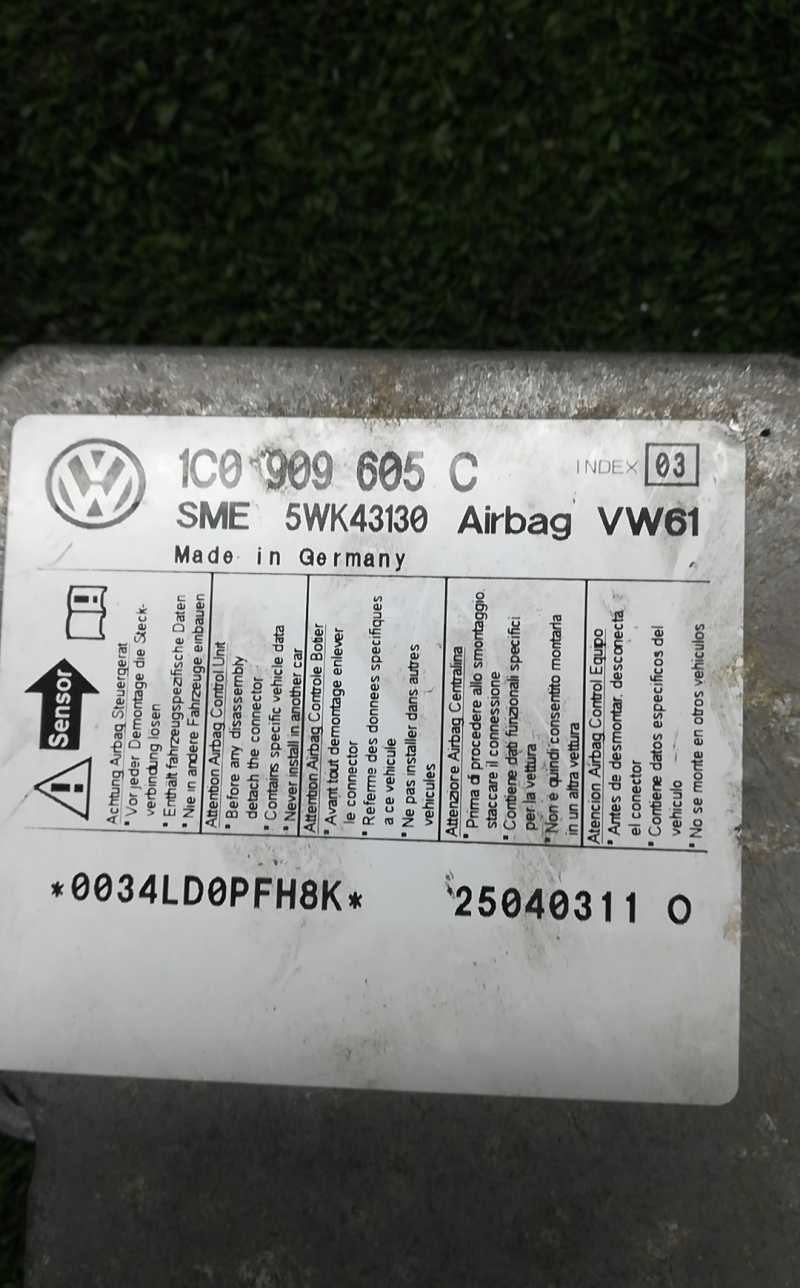 1C0 909 605 C
INDEX 03
SME 5WK43130 Airbag VW61
Made in Germany
Sensor
Achtung Airbag Steuergerat
* Vor jeder Demontage die Steck-
verbindung lösen
* Enthält fahrzeugspezifische Daten
* Nie in andere Fahrzeuge einbauen
Attention Airbag Control Unit
* Before any disassembly
detach the connector
* Contains specific vehicle data
* Never install in another car
Attention Airbag Controle Botier
* Avant tout demontage enlever
le connector
* Referme des donnees specifiques
a ce vehicule
* Ne pas installer dans autres
vehicules
Attenzione Airbag Centralina
* Prima di procedere allo smontaggio.
staccare il connessione
* Contiene dati funzionali specifici
per la vettura
* Non è quindi consentito montarla
in un altra vettura
Atencion Airbag Control Equipo
* Antes de desmontar. desconecta
el conector
* Contiene datos especificos del
vehiculo
* No se monte en otros vehiculos
*0034LD0PFH8K* 25040311 O